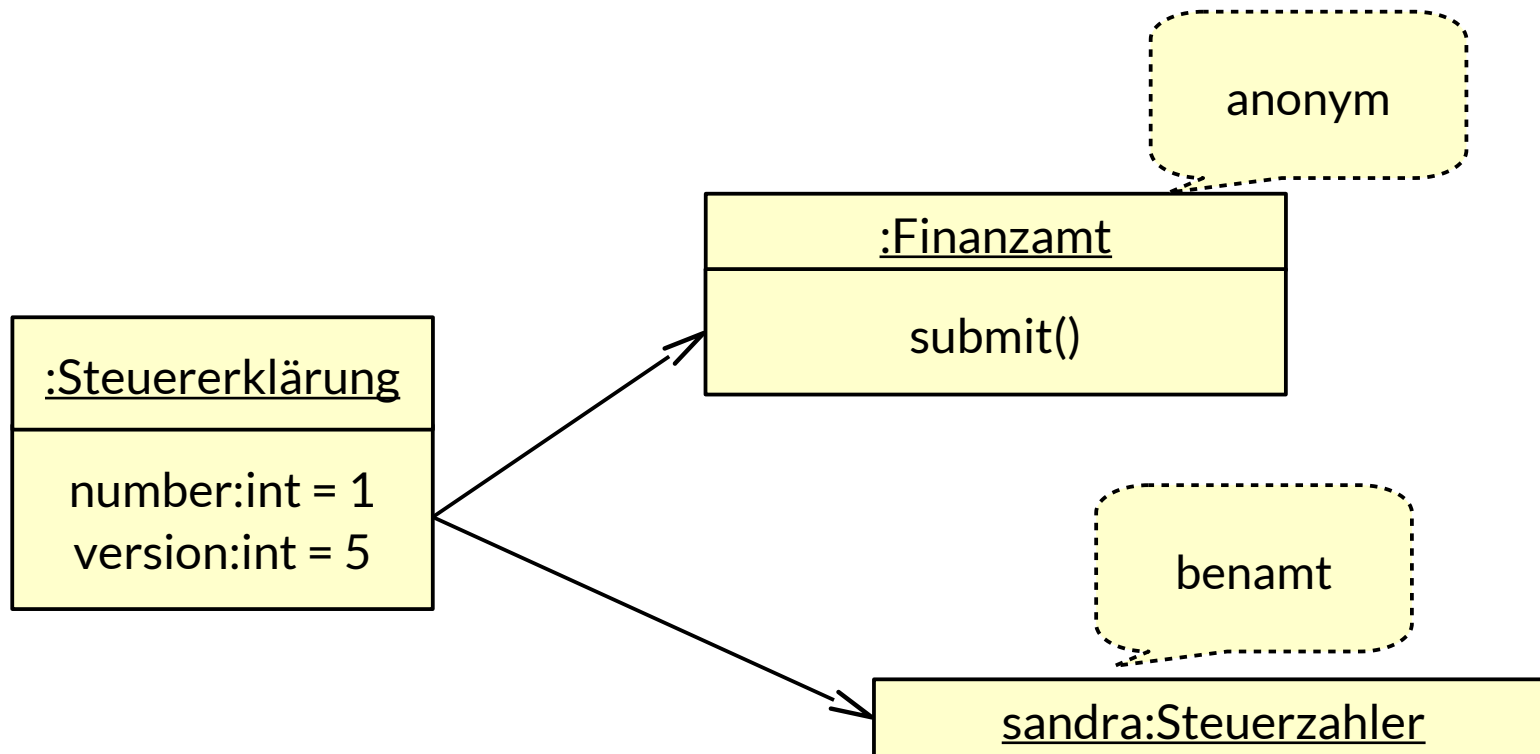 anonym
:Finanzamt
submit()
:Steuererklärung
number:int = 1
version:int = 5
benamt
sandra:Steuerzahler